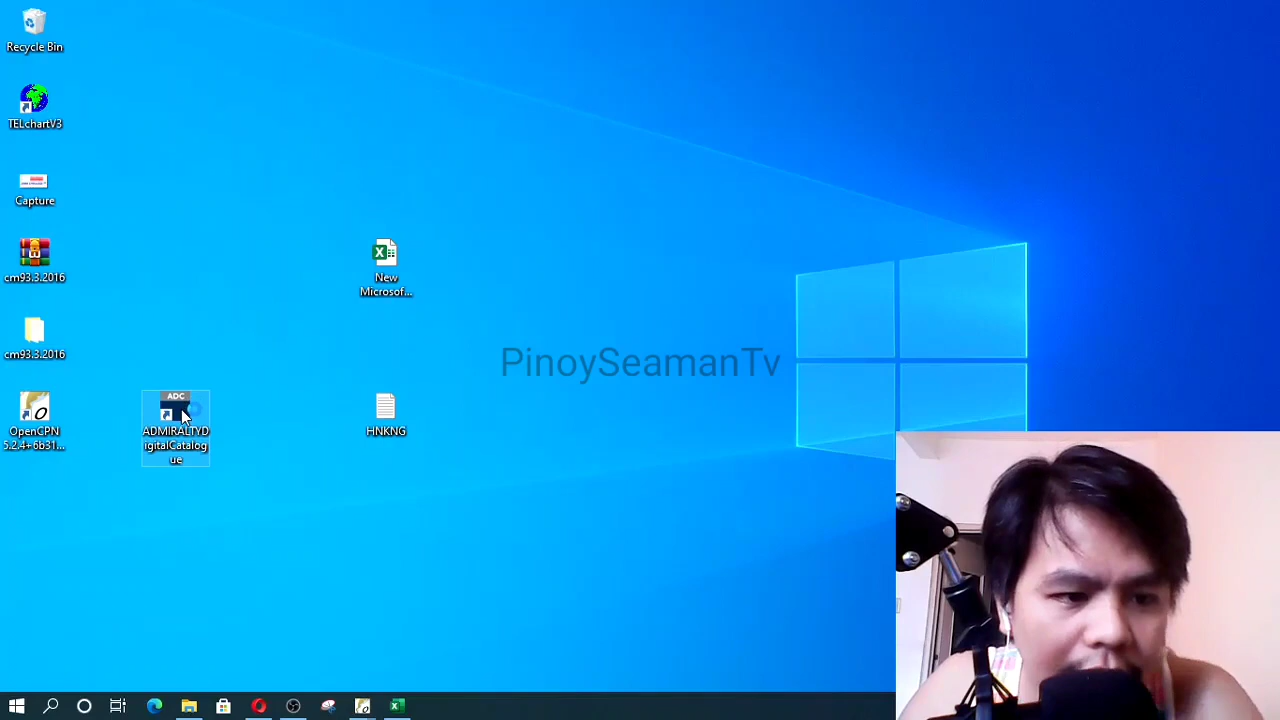 Recycle Bin
TELchartV3
Capture
cm93.3.2016
New
Microsof...
cm93.3.2016
PinoySeamanTv
OpenCPN
5.2.4+6b31...
ADC
ADMIRALTYD
igitalCatalog
ue
HNKNG